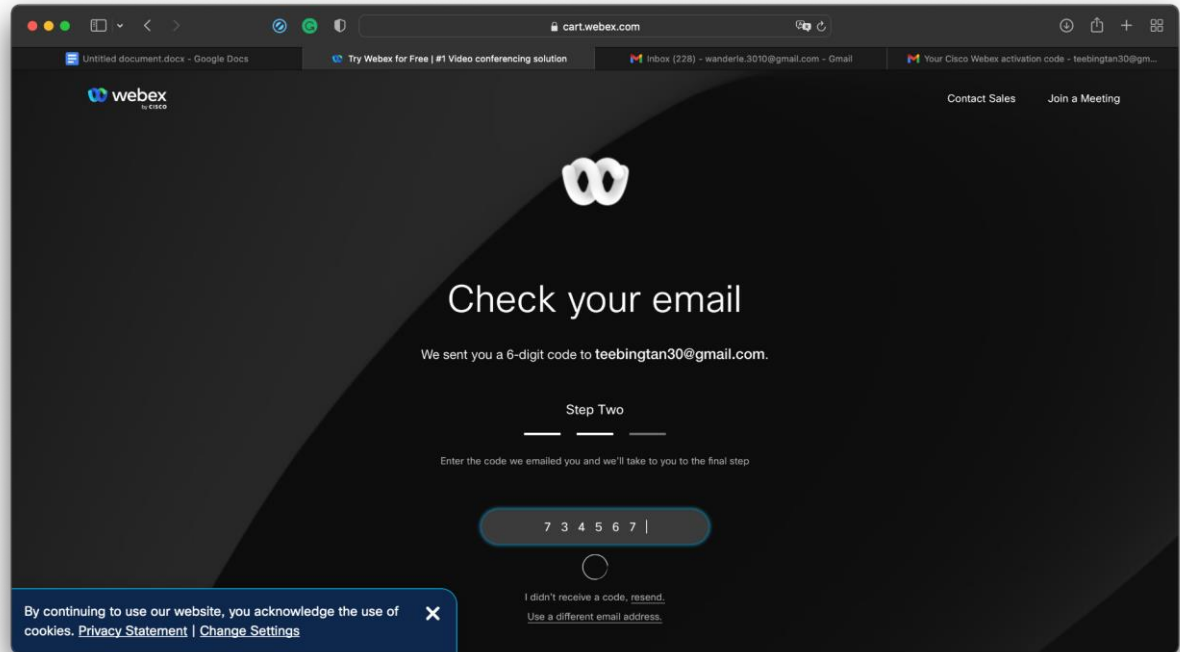 cart.webex.com
Untitled document.docx - Google Docs
Try Webex for Free | #1 Video conferencing solution
Inbox (228) - wanderle.3010@gmail.com - Gmail
Your Cisco Webex activation code - teebingtan30@gm...
webex
by CISCO
Contact Sales
Join a Meeting
Check your email
We sent you a 6-digit code to teebingtan30@gmail.com.
Step Two
Enter the code we emailed you and we'll take to you to the final step
7 3 4 5 6 7
I didn't receive a code, resend.
Use a different email address.
By continuing to use our website, you acknowledge the use of
cookies. Privacy Statement | Change Settings